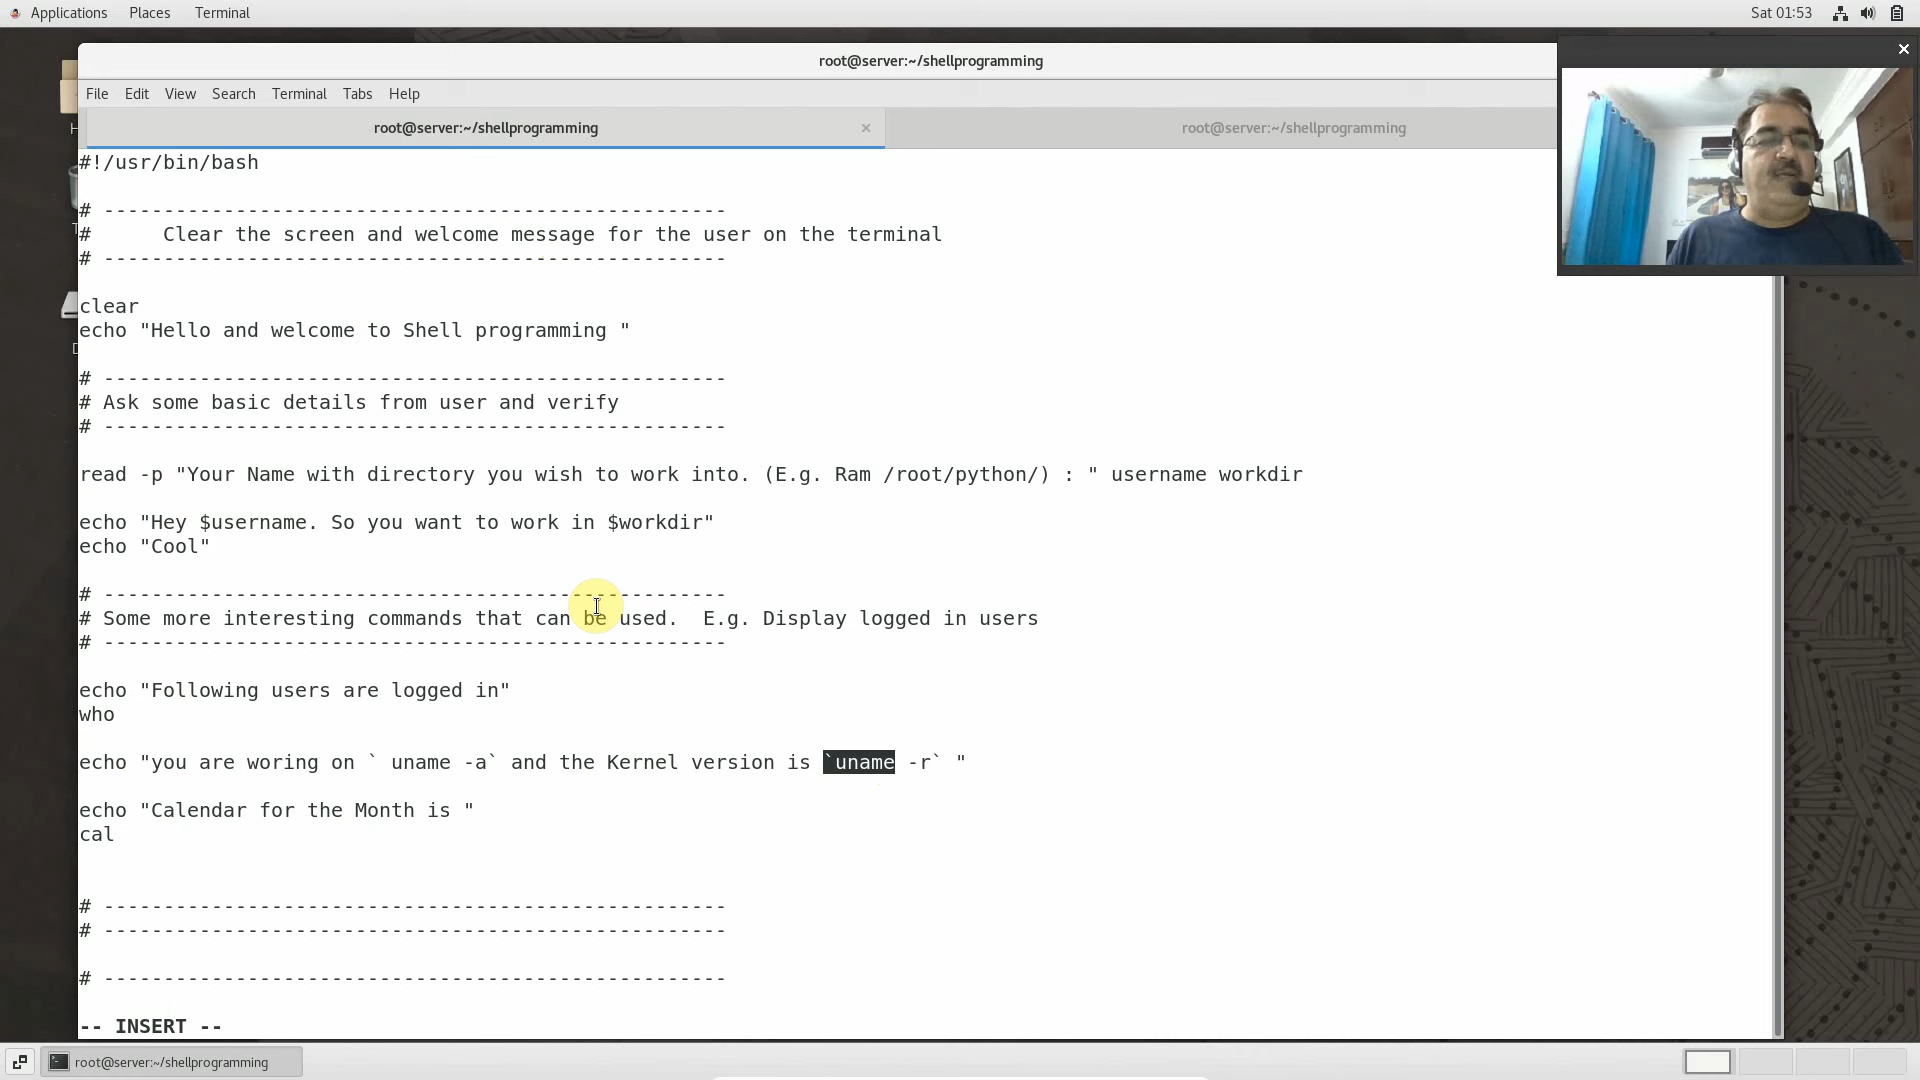 Applications Places Terminal Sat 01:53
root@server:~/shellprogramming
File Edit View Search Terminal Tabs Help
root@server:~/shellprogramming × root@server:~/shellprogramming
#!/usr/bin/bash
# ----------------------------------------------------
#      Clear the screen and welcome message for the user on the terminal
# ----------------------------------------------------
clear
echo "Hello and welcome to Shell programming "
# ----------------------------------------------------
# Ask some basic details from user and verify
# ----------------------------------------------------
read -p "Your Name with directory you wish to work into. (E.g. Ram /root/python/) : " username workdir
echo "Hey $username. So you want to work in $workdir"
echo "Cool"
# ----------------------------------------------------
# Some more interesting commands that can be used.  E.g. Display logged in users
# ----------------------------------------------------
echo "Following users are logged in"
who
echo "you are woring on ` uname -a` and the Kernel version is `uname -r` "
echo "Calendar for the Month is "
cal
# ----------------------------------------------------
# ----------------------------------------------------
# ----------------------------------------------------
-- INSERT --
root@server:~/shellprogramming